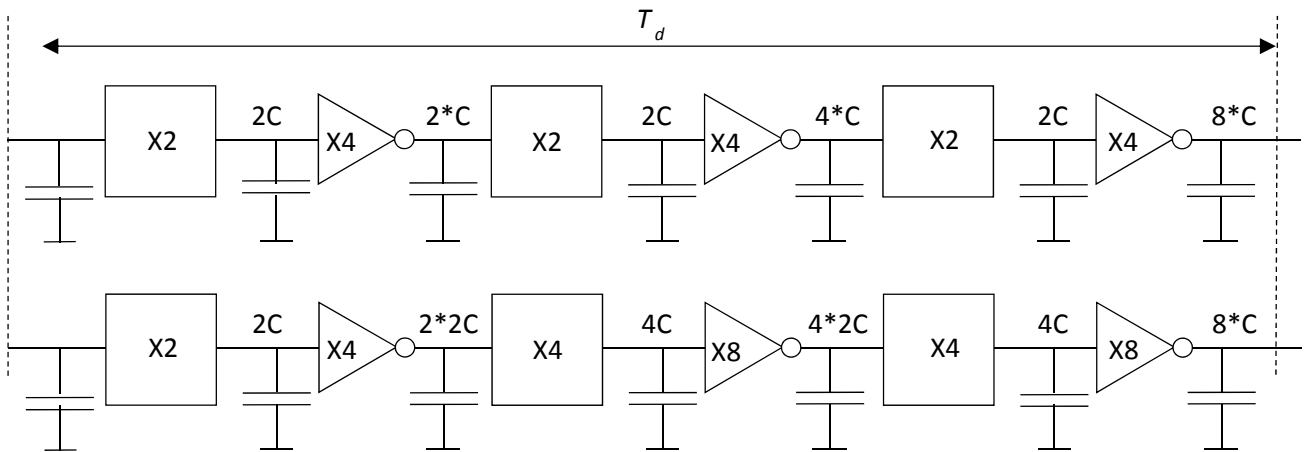 T_d
2C 2*C 2C 4*C 2C 8*C
X2 X4 X2 X4 X2 X4
2C 2*2C 4C 4*2C 4C 8*C
X2 X4 X4 X8 X4 X8